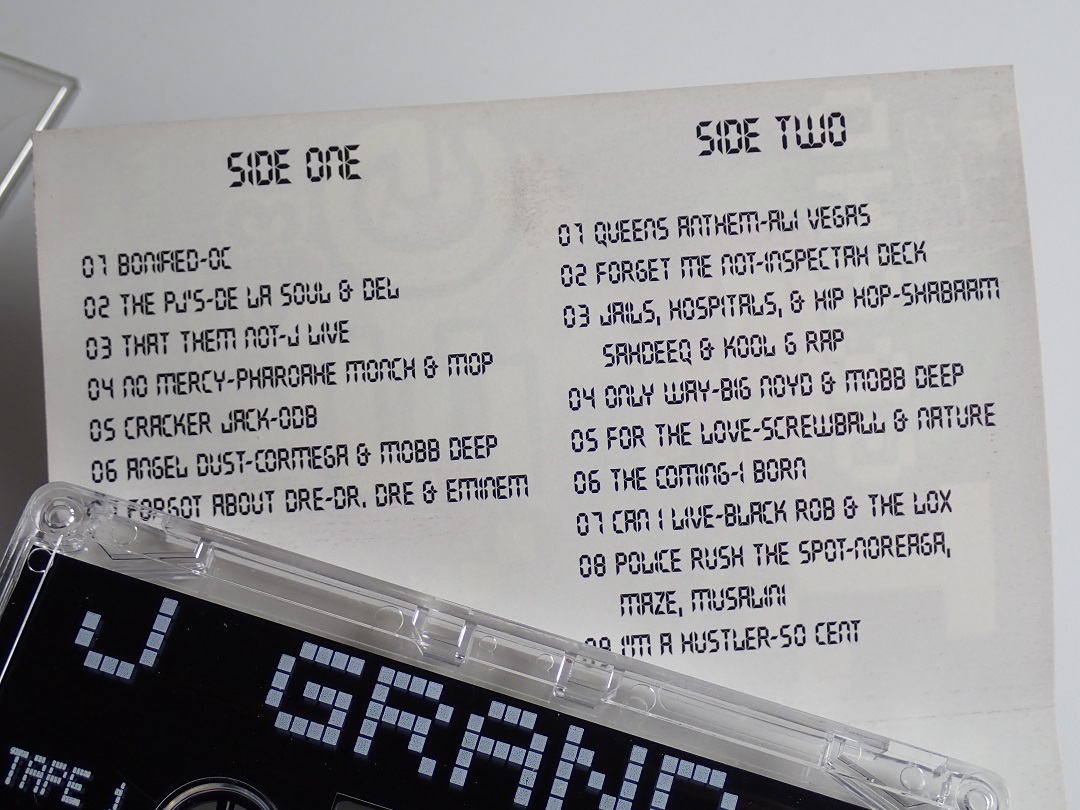 SIDE ONE
01 BONIFIED-OC
02 THE PJ'S-DE LA SOUL & DEL
03 THAT THEM NOT-J LIVE
04 NO MERCY-PHAROAHE MONCH & MOP
05 CRACKER JACK-ODB
06 ANGEL DUST-CORMEGA & MOBB DEEP
FORGOT ABOUT DRE-DR. DRE & EMINEM
SIDE TWO
01 QUEENS ANTHEM-ALI VEGAS
02 FORGET ME NOT-INSPECTAH DECK
03 JAILS, HOSPITALS, & HIP HOP-SHABAAM
SAHDEEQ & KOOL G RAP
04 ONLY WAY-BIG NOYD & MOBB DEEP
05 FOR THE LOVE-SCREWBALL & NATURE
06 THE COMING-I BORN
07 CAN I LIVE-BLACK ROB & THE LOX
08 POLICE RUSH THE SPOT-NOREAGA,
MAZE, MUSALINI
09 I'M A HUSTLER-50 CENT
J GRAND
TAPE